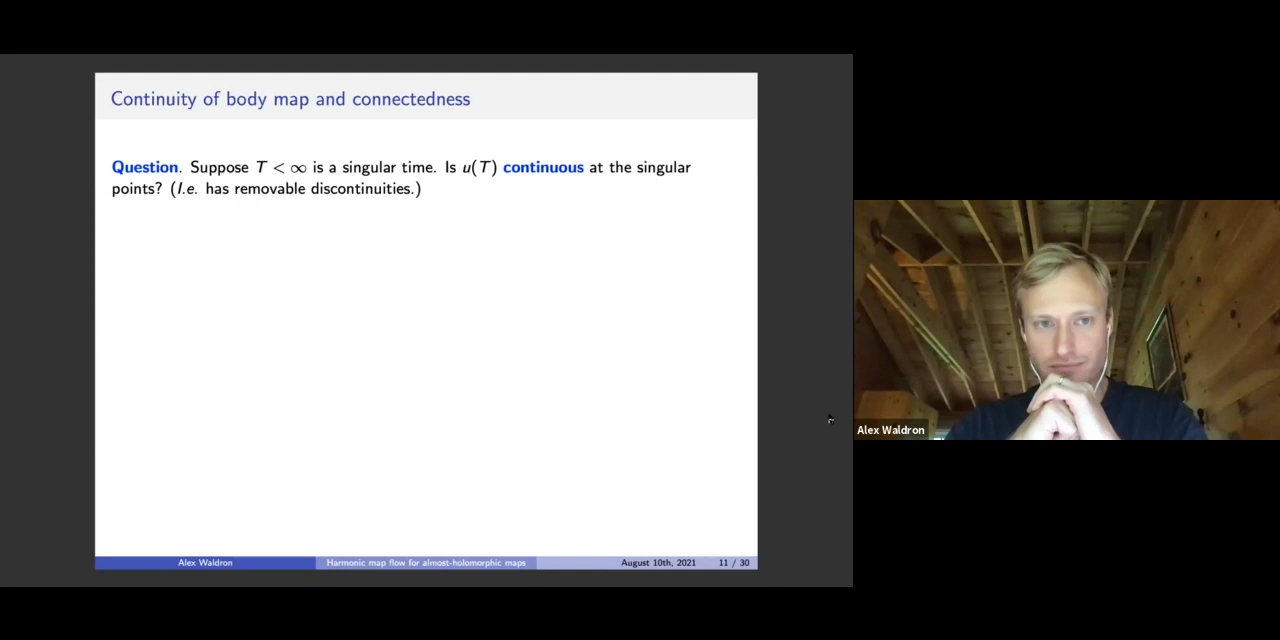 Continuity of body map and connectedness
Question. Suppose T < ∞ is a singular time. Is u(T) continuous at the singular
points? (I.e. has removable discontinuities.)
Alex Waldron
Alex Waldron
Harmonic map flow for almost-holomorphic maps
August 10th, 2021
11 / 30